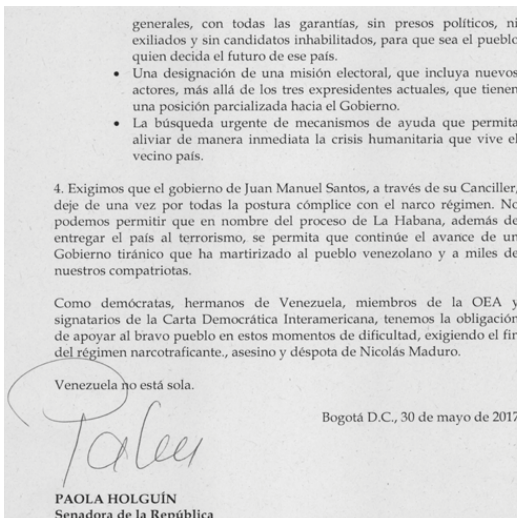 generales, con todas las garantías, sin presos políticos, ni
exiliados y sin candidatos inhabilitados, para que sea el pueblo
quien decida el futuro de ese país.
• Una designación de una misión electoral, que incluya nuevos
actores, más allá de los tres expresidentes actuales, que tienen
una posición parcializada hacia el Gobierno.
• La búsqueda urgente de mecanismos de ayuda que permita
aliviar de manera inmediata la crisis humanitaria que vive el
vecino país.
4. Exigimos que el gobierno de Juan Manuel Santos, a través de su Canciller,
deje de una vez por todas la postura cómplice con el narco régimen. No
podemos permitir que en nombre del proceso de La Habana, además de
entregar el país al terrorismo, se permita que continúe el avance de un
Gobierno tiránico que ha martirizado al pueblo venezolano y a miles de
nuestros compatriotas.
Como demócratas, hermanos de Venezuela, miembros de la OEA y
signatarios de la Carta Democrática Interamericana, tenemos la obligación
de apoyar al bravo pueblo en estos momentos de dificultad, exigiendo el fin
del régimen narcotraficante., asesino y déspota de Nicolás Maduro.
Venezuela no está sola.
Bogotá D.C., 30 de mayo de 2017
PAOLA HOLGUÍN
Senadora de la República